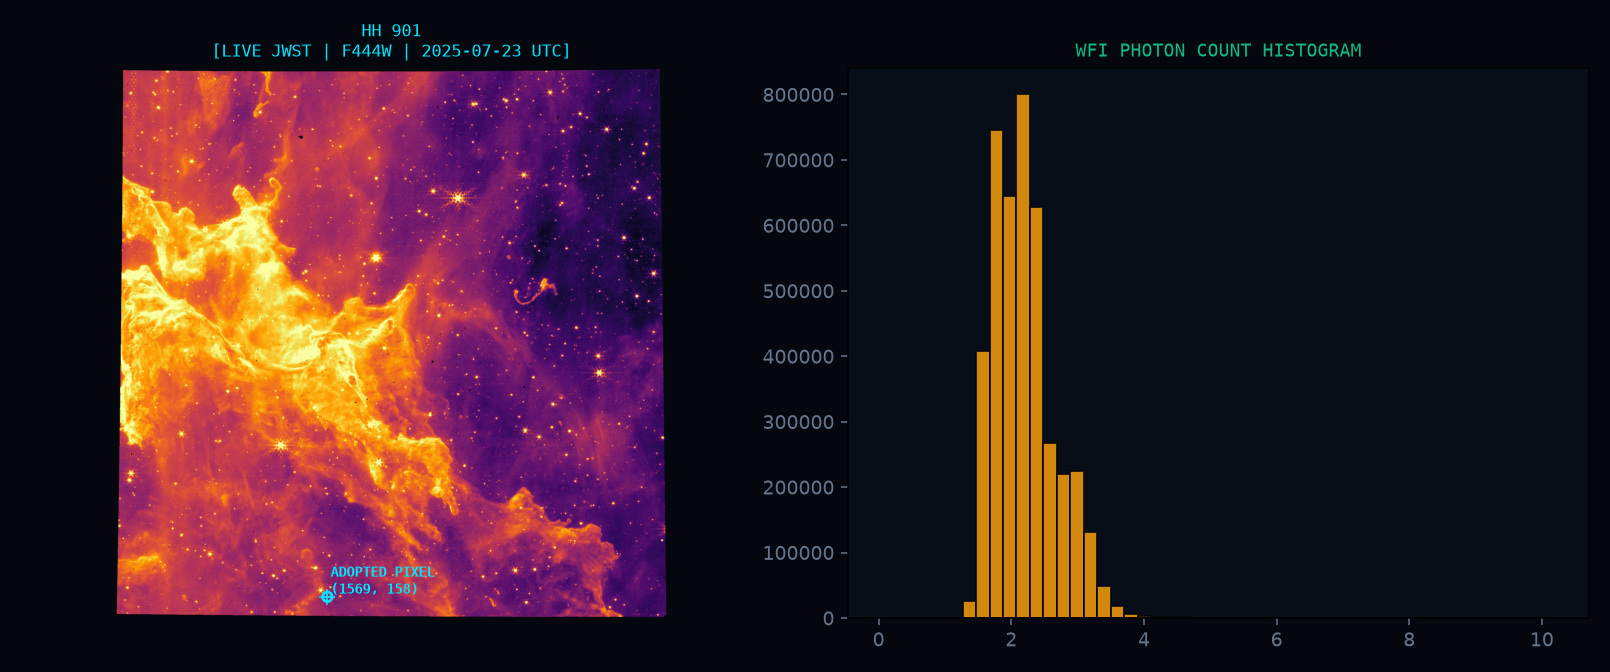 HH 901
[LIVE JWST | F444W | 2025-07-23 UTC]
ADOPTED PIXEL
(1569, 158)
WFI PHOTON COUNT HISTOGRAM
800000
700000
600000
500000
400000
300000
200000
100000
0
0 2 4 6 8 10